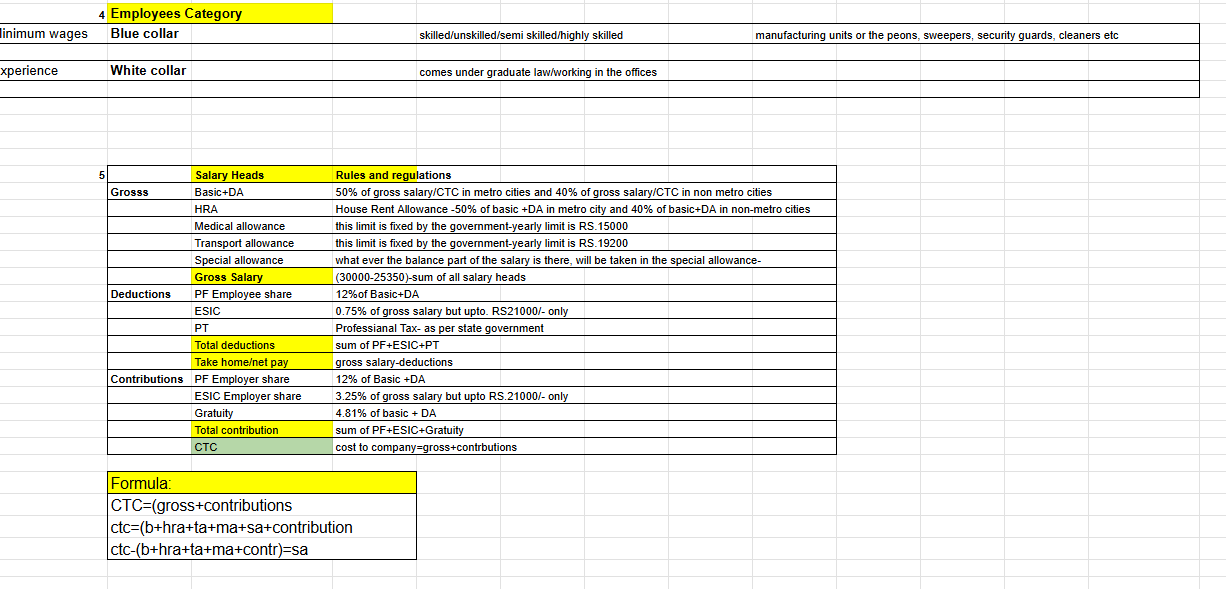 4 Employees Category
Minimum wages Blue collar skilled/unskilled/semi skilled/highly skilled manufacturing units or the peons, sweepers, security guards, cleaners etc
xperience White collar comes under graduate law/working in the offices
5 Salary Heads Rules and regulations
Grosss Basic+DA 50% of gross salary/CTC in metro cities and 40% of gross salary/CTC in non metro cities
HRA House Rent Allowance -50% of basic +DA in metro city and 40% of basic+DA in non-metro cities
Medical allowance this limit is fixed by the government-yearly limit is RS.15000
Transport allowance this limit is fixed by the government-yearly limit is RS.19200
Special allowance what ever the balance part of the salary is there, will be taken in the special allowance-
Gross Salary (30000-25350)-sum of all salary heads
Deductions PF Employee share 12%of Basic+DA
ESIC 0.75% of gross salary but upto. RS21000/- only
PT Professianal Tax- as per state government
Total deductions sum of PF+ESIC+PT
Take home/net pay gross salary-deductions
Contributions PF Employer share 12% of Basic +DA
ESIC Employer share 3.25% of gross salary but upto RS.21000/- only
Gratuity 4.81% of basic + DA
Total contribution sum of PF+ESIC+Gratuity
CTC cost to company=gross+contrbutions
Formula:
CTC=(gross+contributions
ctc=(b+hra+ta+ma+sa+contribution
ctc-(b+hra+ta+ma+contr)=sa